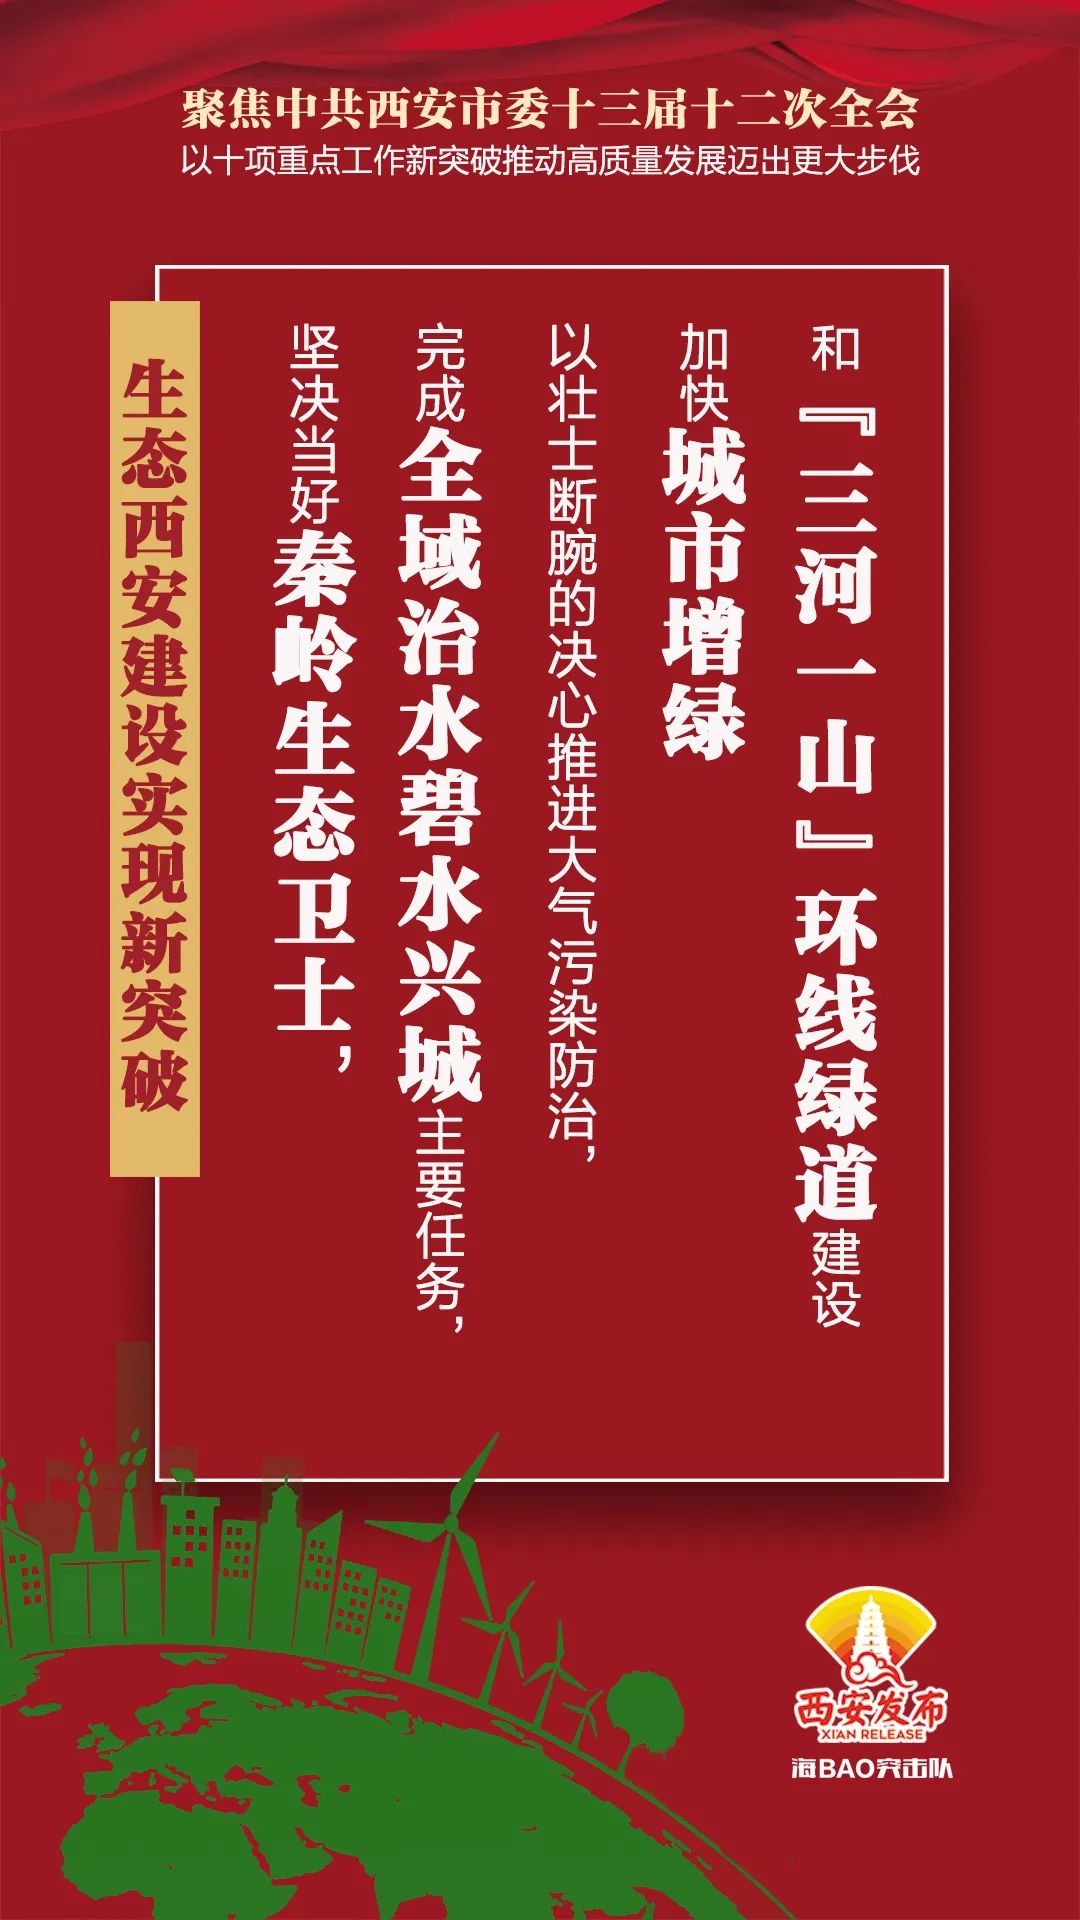 聚焦中共西安市委十三届十二次全会
以十项重点工作新突破推动高质量发展迈出更大步伐
生态西安建设实现新突破
坚决当好秦岭生态卫士，
完成全域治水碧水兴城主要任务，
以壮士断腕的决心推进大气污染防治，
加快城市增绿
和『三河一山』环线绿道建设
西安发布
XIAN RELEASE
海BAO突击队